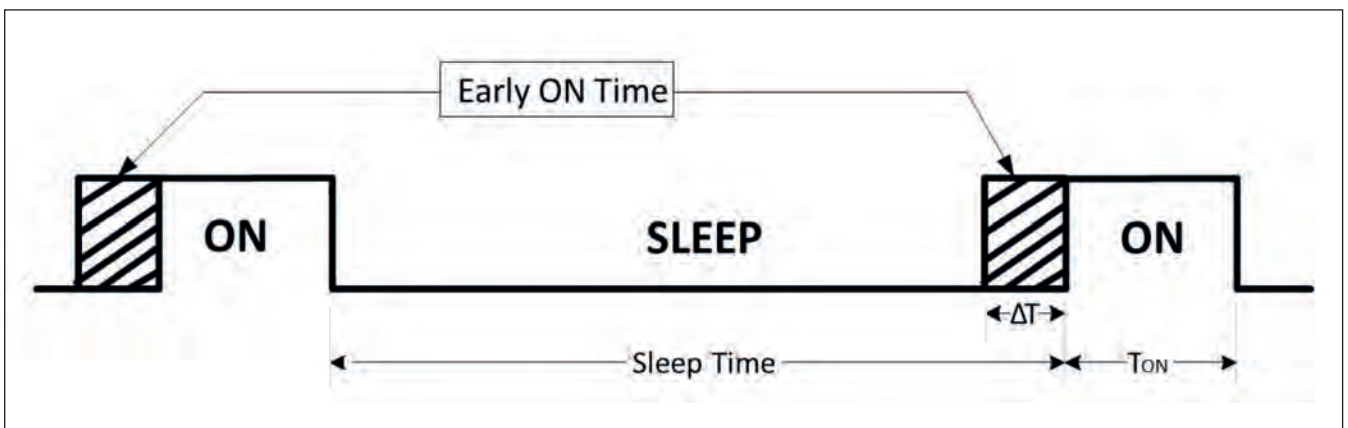 Early ON Time
ON
SLEEP
ON
ΔT
Sleep Time
TON